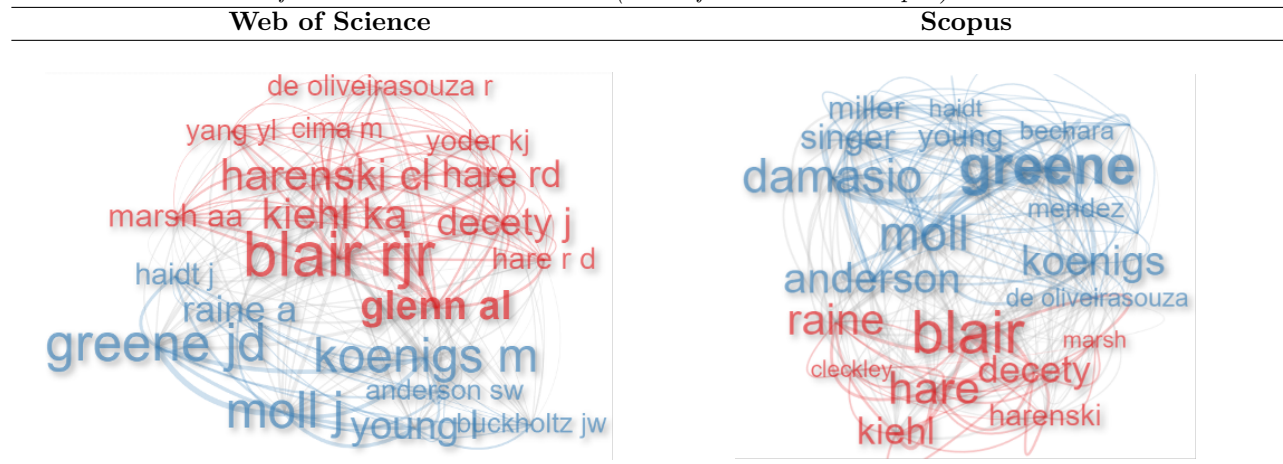 Web of Science
Scopus
de oliveirasouza r
yang yl cima m
yoder kj
harenski cl hare rd
marsh aa kiehl ka decety j
blair rjr
hare r d
haidt j
raine a glenn al
greene jd
koenigs m
anderson sw
moll j young l buckholtz jw
miller haidt
singer young bechara
damasio greene
mendez
moll
koenigs
anderson
de oliveirasouza
raine blair
marsh
cleckley decety
hare
harenski
kiehl